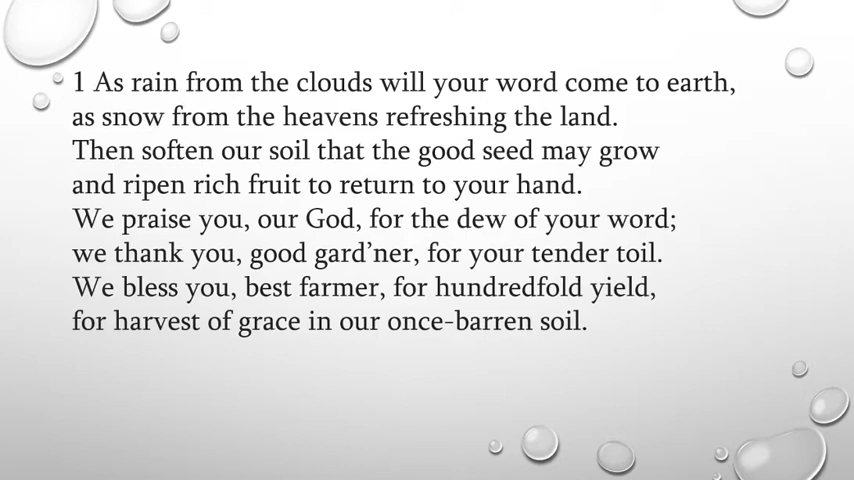 1 As rain from the clouds will your word come to earth,
as snow from the heavens refreshing the land.
Then soften our soil that the good seed may grow
and ripen rich fruit to return to your hand.
We praise you, our God, for the dew of your word;
we thank you, good gard’ner, for your tender toil.
We bless you, best farmer, for hundredfold yield,
for harvest of grace in our once-barren soil.